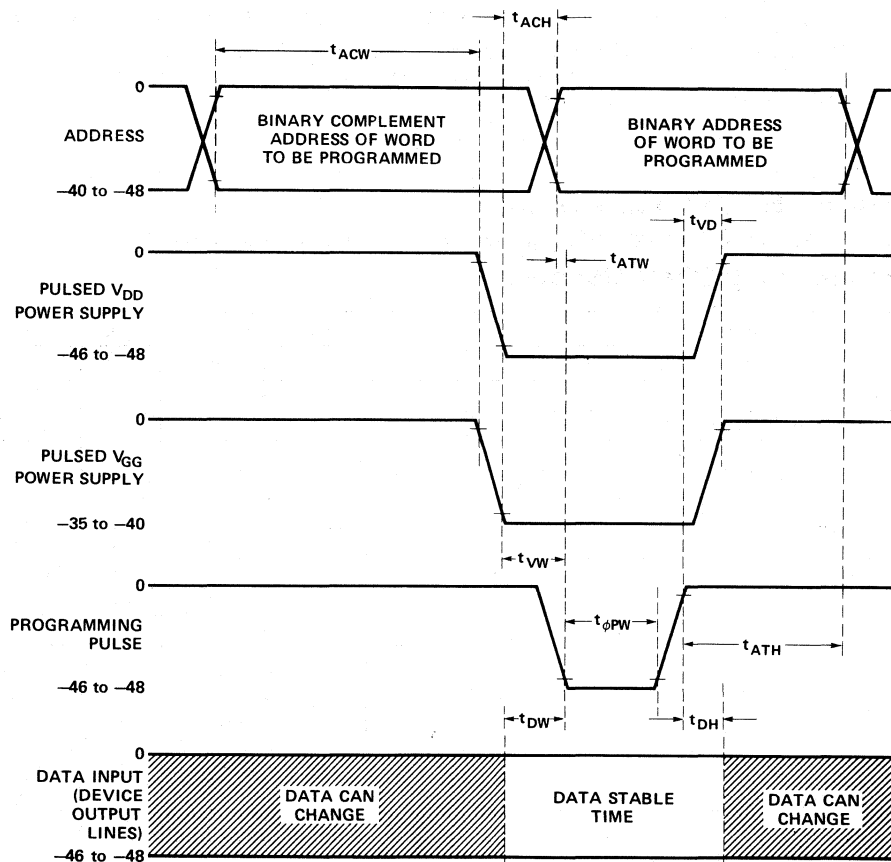 tACH
tACW
0
ADDRESS
BINARY COMPLEMENT
ADDRESS OF WORD
TO BE PROGRAMMED
BINARY ADDRESS
OF WORD TO BE
PROGRAMMED
−40 to −48
tVD
0
tATW
PULSED VDD
POWER SUPPLY
−46 to −48
0
PULSED VGG
POWER SUPPLY
−35 to −40
tVW
0
PROGRAMMING
PULSE
tϕPW
tATH
−46 to −48
tDW
tDH
0
DATA INPUT
(DEVICE
OUTPUT
LINES)
DATA CAN
CHANGE
DATA STABLE
TIME
DATA CAN
CHANGE
−46 to −48